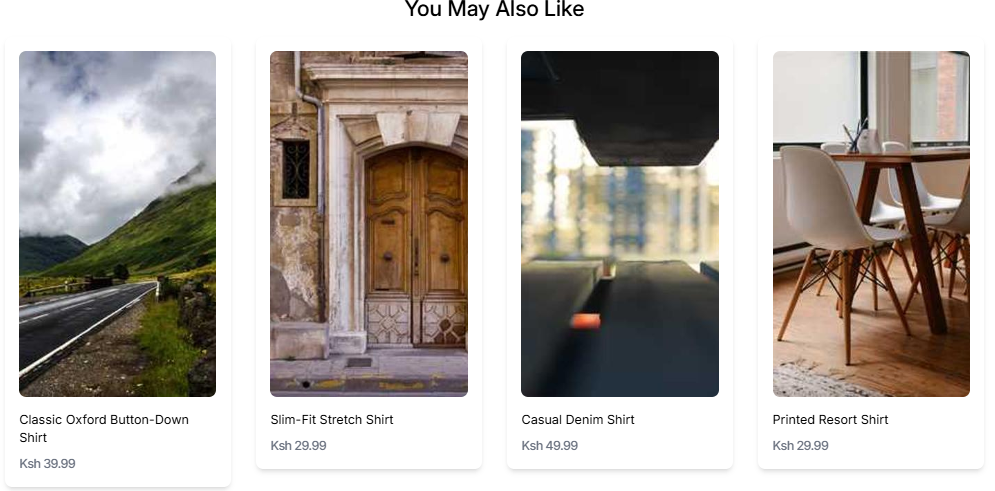 You May Also Like
Classic Oxford Button-Down
Shirt
Ksh 39.99
Slim-Fit Stretch Shirt
Ksh 29.99
Casual Denim Shirt
Ksh 49.99
Printed Resort Shirt
Ksh 29.99